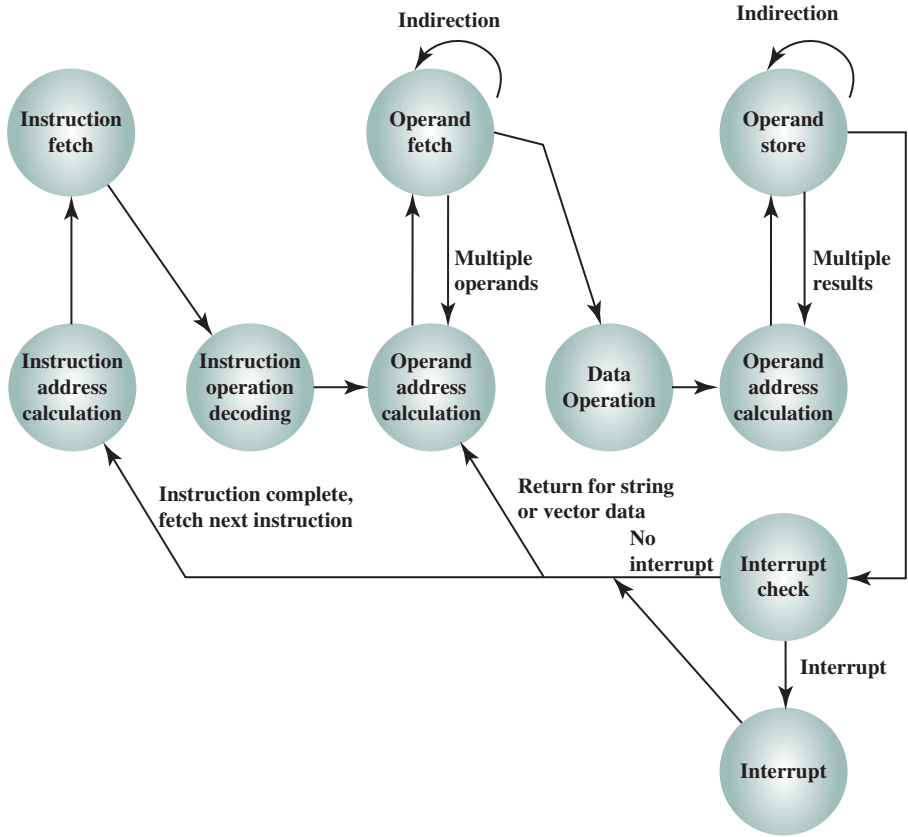 Indirection
Indirection
Instruction
fetch
Operand
fetch
Operand
store
Multiple
operands
Multiple
results
Instruction
address
calculation
Instruction
operation
decoding
Operand
address
calculation
Data
Operation
Operand
address
calculation
Instruction complete,
fetch next instruction
Return for string
or vector data
No
interrupt
Interrupt
check
Interrupt
Interrupt